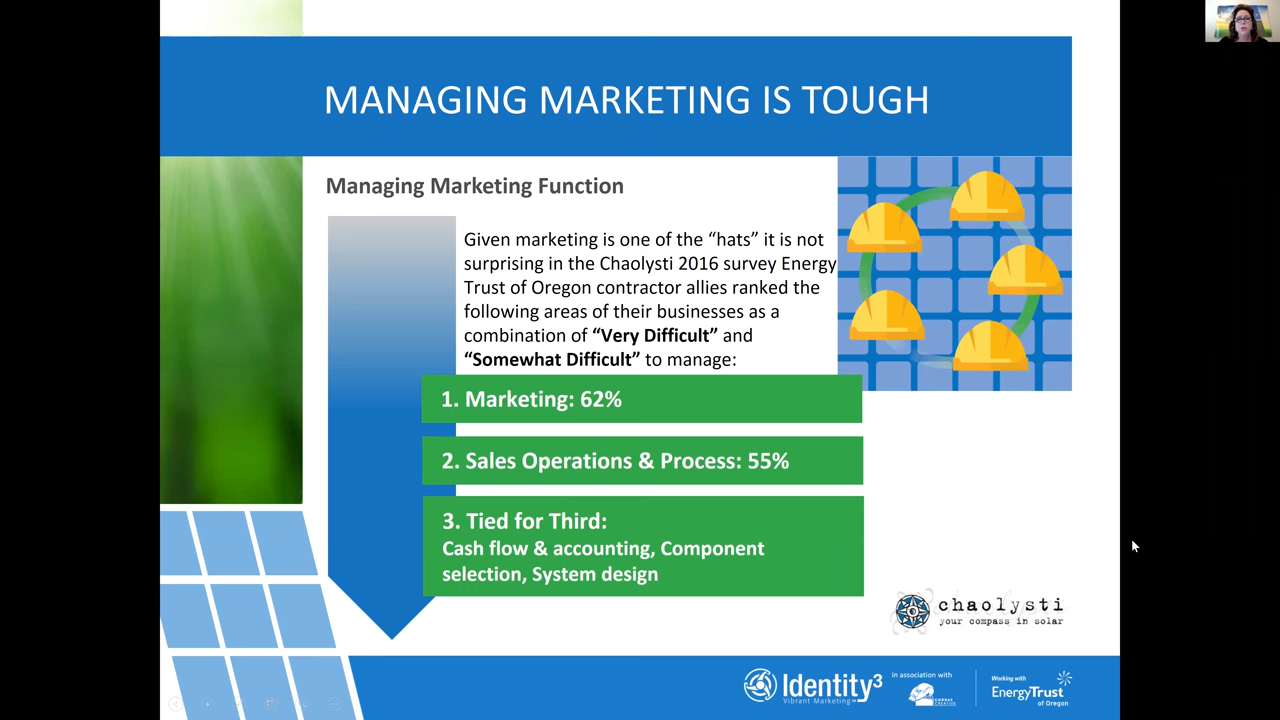 MANAGING MARKETING IS TOUGH
Managing Marketing Function
Given marketing is one of the “hats” it is not
surprising in the Chaolysti 2016 survey Energy
Trust of Oregon contractor allies ranked the
following areas of their businesses as a
combination of “Very Difficult” and
“Somewhat Difficult” to manage:
1. Marketing: 62%
2. Sales Operations & Process: 55%
3. Tied for Third:
Cash flow & accounting, Component
selection, System design
chaolysti
your compass in solar
Identity3
Vibrant Marketing
in association with
Working with
EnergyTrust
of Oregon